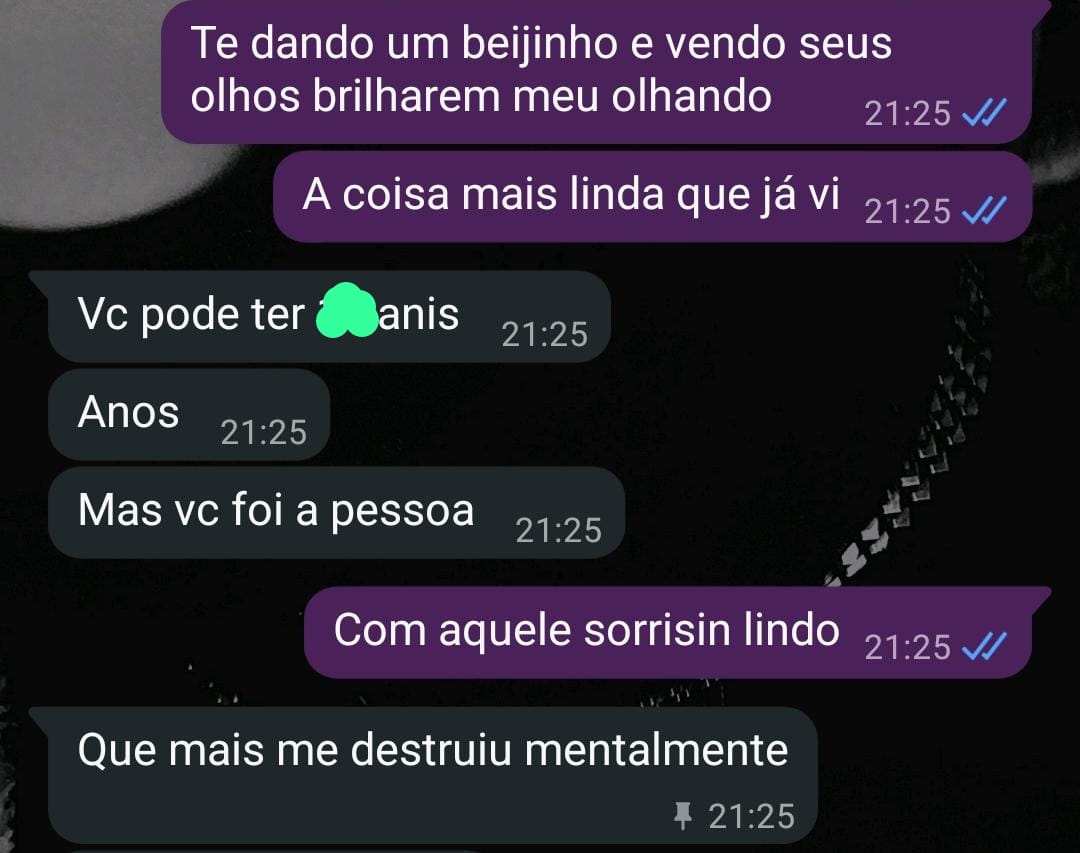 Te dando um beijinho e vendo seus
olhos brilharem meu olhando
21:25
A coisa mais linda que já vi
21:25
Vc pode ter anis
21:25
Anos
21:25
Mas vc foi a pessoa
21:25
Com aquele sorrisin lindo
21:25
Que mais me destruiu mentalmente
21:25